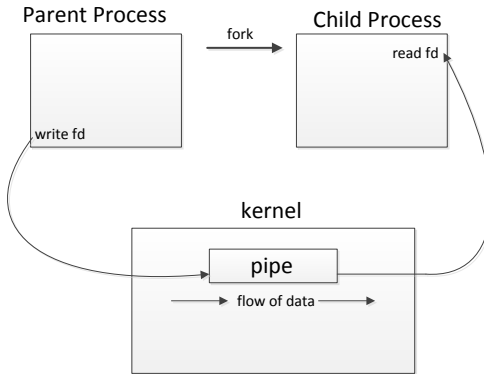 Parent Process
fork
Child Process
read fd
write fd
kernel
pipe
flow of data